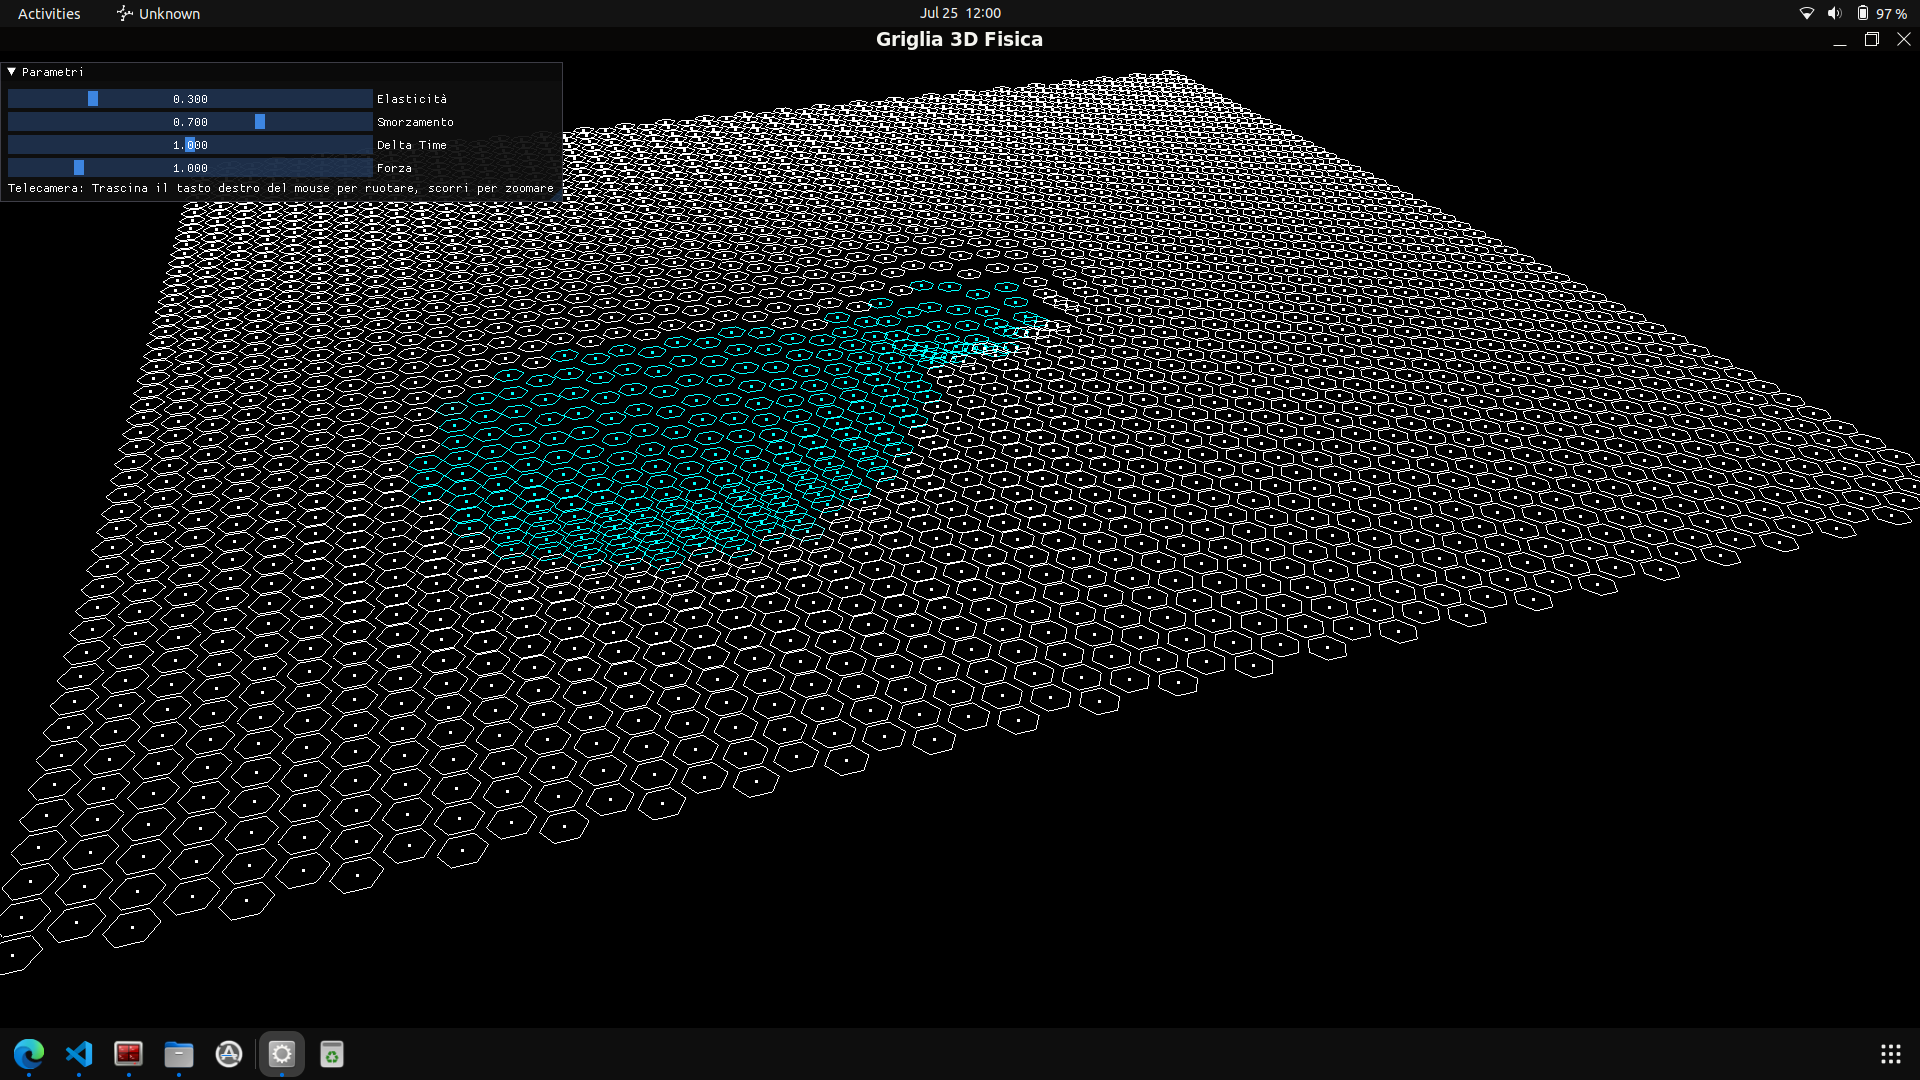 Activities Unknown Jul 25 12:00 97 %
Griglia 3D Fisica
Parametri
0.300 Elasticità
0.700 Smorzamento
1.000 Delta Time
1.000 Forza
Telecamera: Trascina il tasto destro del mouse per ruotare, scorri per zoomare